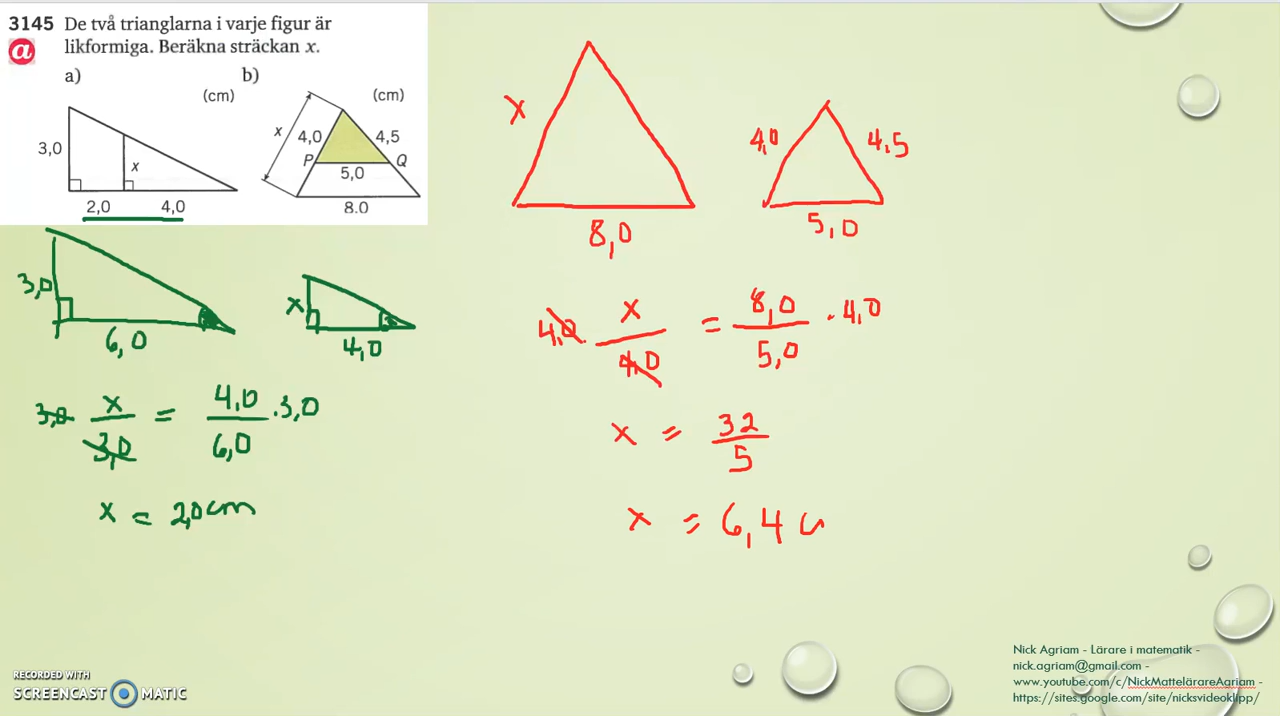 3145 De två trianglarna i varje figur är
a likformiga. Beräkna sträckan x.
a) b)
(cm) (cm)
3,0 x
2,0 4,0
x 4,0 4,5
P Q
5,0
8.0
3,0
6,0
x
4,0
3,0 · x/3,0 = 4,0/6,0 · 3,0
x = 2,0 cm
x
8,0
4,0 4,5
5,0
4,0 · x/4,0 = 8,0/5,0 · 4,0
x = 32/5
x = 6,4 c
RECORDED WITH
SCREENCAST MATIC
Nick Agriam - Lärare i matematik -
nick.agriam@gmail.com -
www.youtube.com/c/NickMattelärareAgriam -
https://sites.google.com/site/nicksvideoklipp/